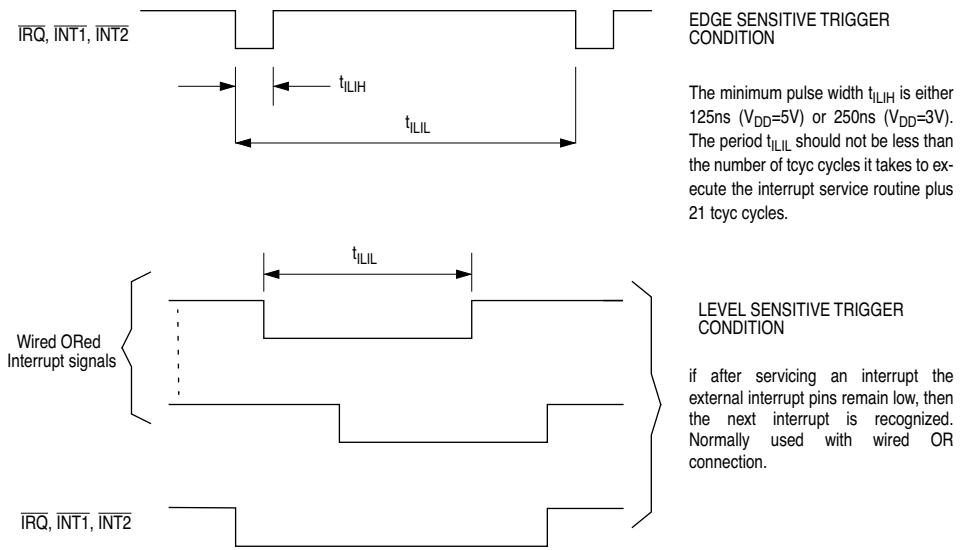 IRQ, INT1, INT2
tILIH
tILIL
EDGE SENSITIVE TRIGGER
CONDITION
The minimum pulse width tILIH is either
125ns (VDD=5V) or 250ns (VDD=3V).
The period tILIL should not be less than
the number of tcyc cycles it takes to ex-
ecute the interrupt service routine plus
21 tcyc cycles.
tILIL
Wired ORed
Interrupt signals
LEVEL SENSITIVE TRIGGER
CONDITION
if after servicing an interrupt the
external interrupt pins remain low, then
the next interrupt is recognized.
Normally used with wired OR
connection.
IRQ, INT1, INT2